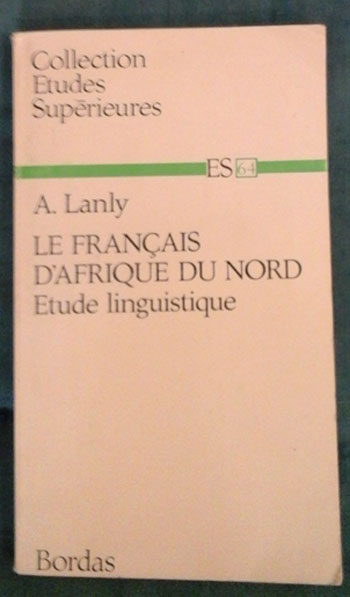 Collection
Etudes
Supérieures
ES 64
A. Lanly
LE FRANÇAIS
D'AFRIQUE DU NORD
Etude linguistique
Bordas